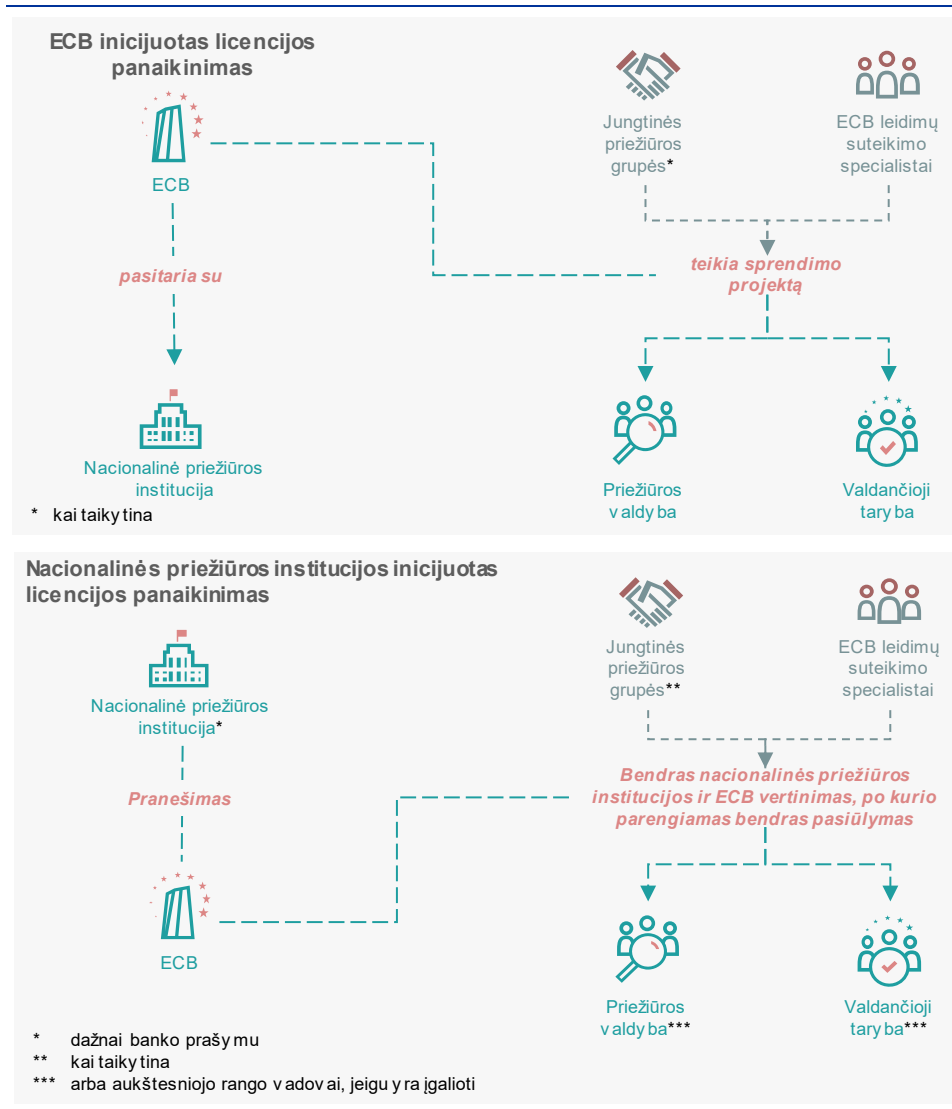 ECB inicijuotas licencijos
panaikinimas
ECB
pasitaria su
Nacionalinė priežiūros
institucija
* kai taikytina
Jungtinės
priežiūros
grupės*
ECB leidimų
suteikimo
specialistai
teikia sprendimo
projektą
Priežiūros
valdyba
Valdančioji
taryba
Nacionalinės priežiūros institucijos inicijuotas
licencijos panaikinimas
Nacionalinė priežiūros
institucija*
Pranešimas
ECB
Jungtinės
priežiūros
grupės**
ECB leidimų
suteikimo
specialistai
Bendras nacionalinės priežiūros
institucijos ir ECB vertinimas, po kurio
parengiamas bendras pasiūlymas
Priežiūros
valdyba***
Valdančioji
taryba***
* dažnai banko prašymu
** kai taikytina
*** arba aukštesniojo rango vadovai, jeigu yra įgalioti